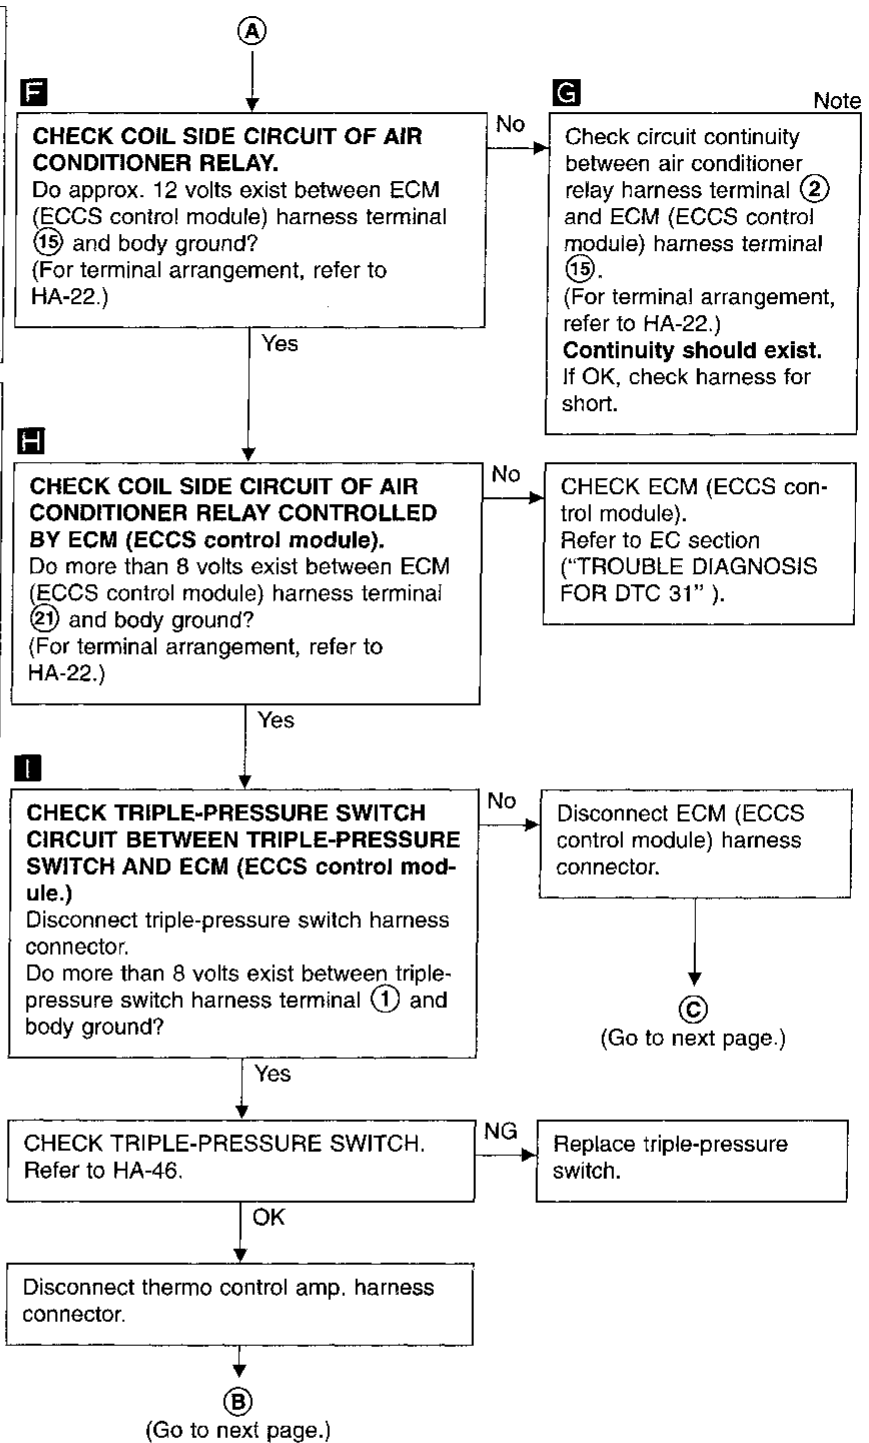 A
F
CHECK COIL SIDE CIRCUIT OF AIR
CONDITIONER RELAY.
Do approx. 12 volts exist between ECM
(ECCS control module) harness terminal
15 and body ground?
(For terminal arrangement, refer to
HA-22.)
No
G
Note
Check circuit continuity
between air conditioner
relay harness terminal 2
and ECM (ECCS control
module) harness terminal
15.
(For terminal arrangement,
refer to HA-22.)
Continuity should exist.
If OK, check harness for
short.
Yes
H
CHECK COIL SIDE CIRCUIT OF AIR
CONDITIONER RELAY CONTROLLED
BY ECM (ECCS control module).
Do more than 8 volts exist between ECM
(ECCS control module) harness terminal
21 and body ground?
(For terminal arrangement, refer to
HA-22.)
No
CHECK ECM (ECCS con-
trol module).
Refer to EC section
("TROUBLE DIAGNOSIS
FOR DTC 31" ).
Yes
I
CHECK TRIPLE-PRESSURE SWITCH
CIRCUIT BETWEEN TRIPLE-PRESSURE
SWITCH AND ECM (ECCS control mod-
ule.)
Disconnect triple-pressure switch harness
connector.
Do more than 8 volts exist between triple-
pressure switch harness terminal 1 and
body ground?
No
Disconnect ECM (ECCS
control module) harness
connector.
C
(Go to next page.)
Yes
CHECK TRIPLE-PRESSURE SWITCH.
Refer to HA-46.
NG
Replace triple-pressure
switch.
OK
Disconnect thermo control amp. harness
connector.
B
(Go to next page.)